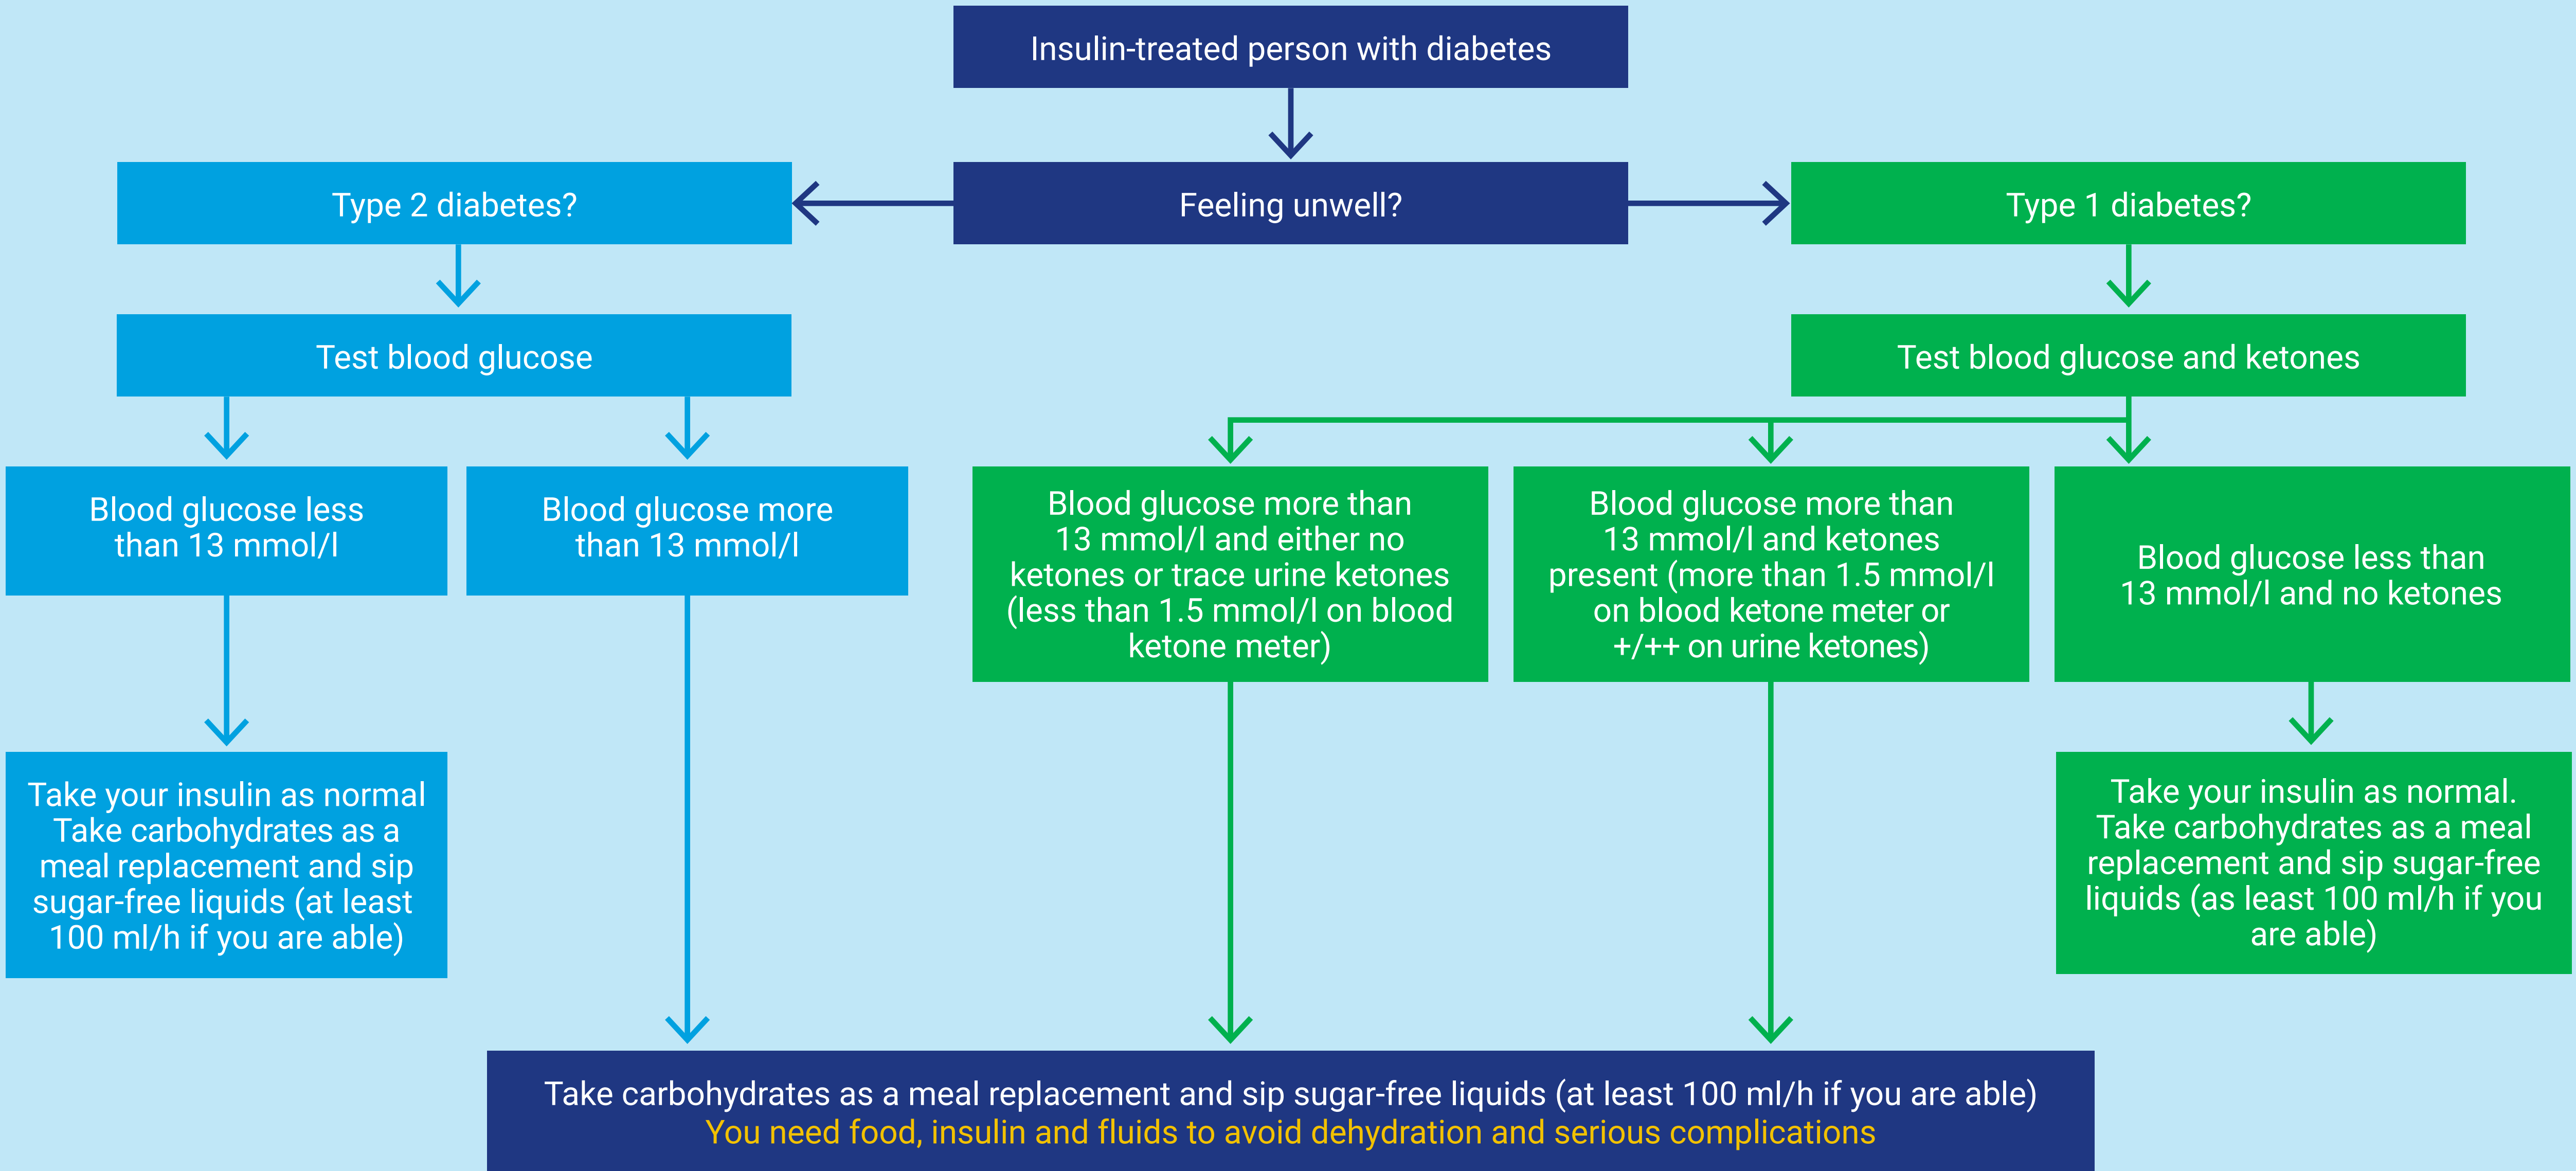 Insulin-treated person with diabetes
Type 2 diabetes?
Feeling unwell?
Type 1 diabetes?
Test blood glucose
Test blood glucose and ketones
Blood glucose less
than 13 mmol/l
Blood glucose more
than 13 mmol/l
Blood glucose more than
13 mmol/l and either no
ketones or trace urine ketones
(less than 1.5 mmol/l on blood
ketone meter)
Blood glucose more than
13 mmol/l and ketones
present (more than 1.5 mmol/l
on blood ketone meter or
+/++ on urine ketones)
Blood glucose less than
13 mmol/l and no ketones
Take your insulin as normal
Take carbohydrates as a
meal replacement and sip
sugar-free liquids (at least
100 ml/h if you are able)
Take your insulin as normal.
Take carbohydrates as a meal
replacement and sip sugar-free
liquids (as least 100 ml/h if you
are able)
Take carbohydrates as a meal replacement and sip sugar-free liquids (at least 100 ml/h if you are able)
You need food, insulin and fluids to avoid dehydration and serious complications